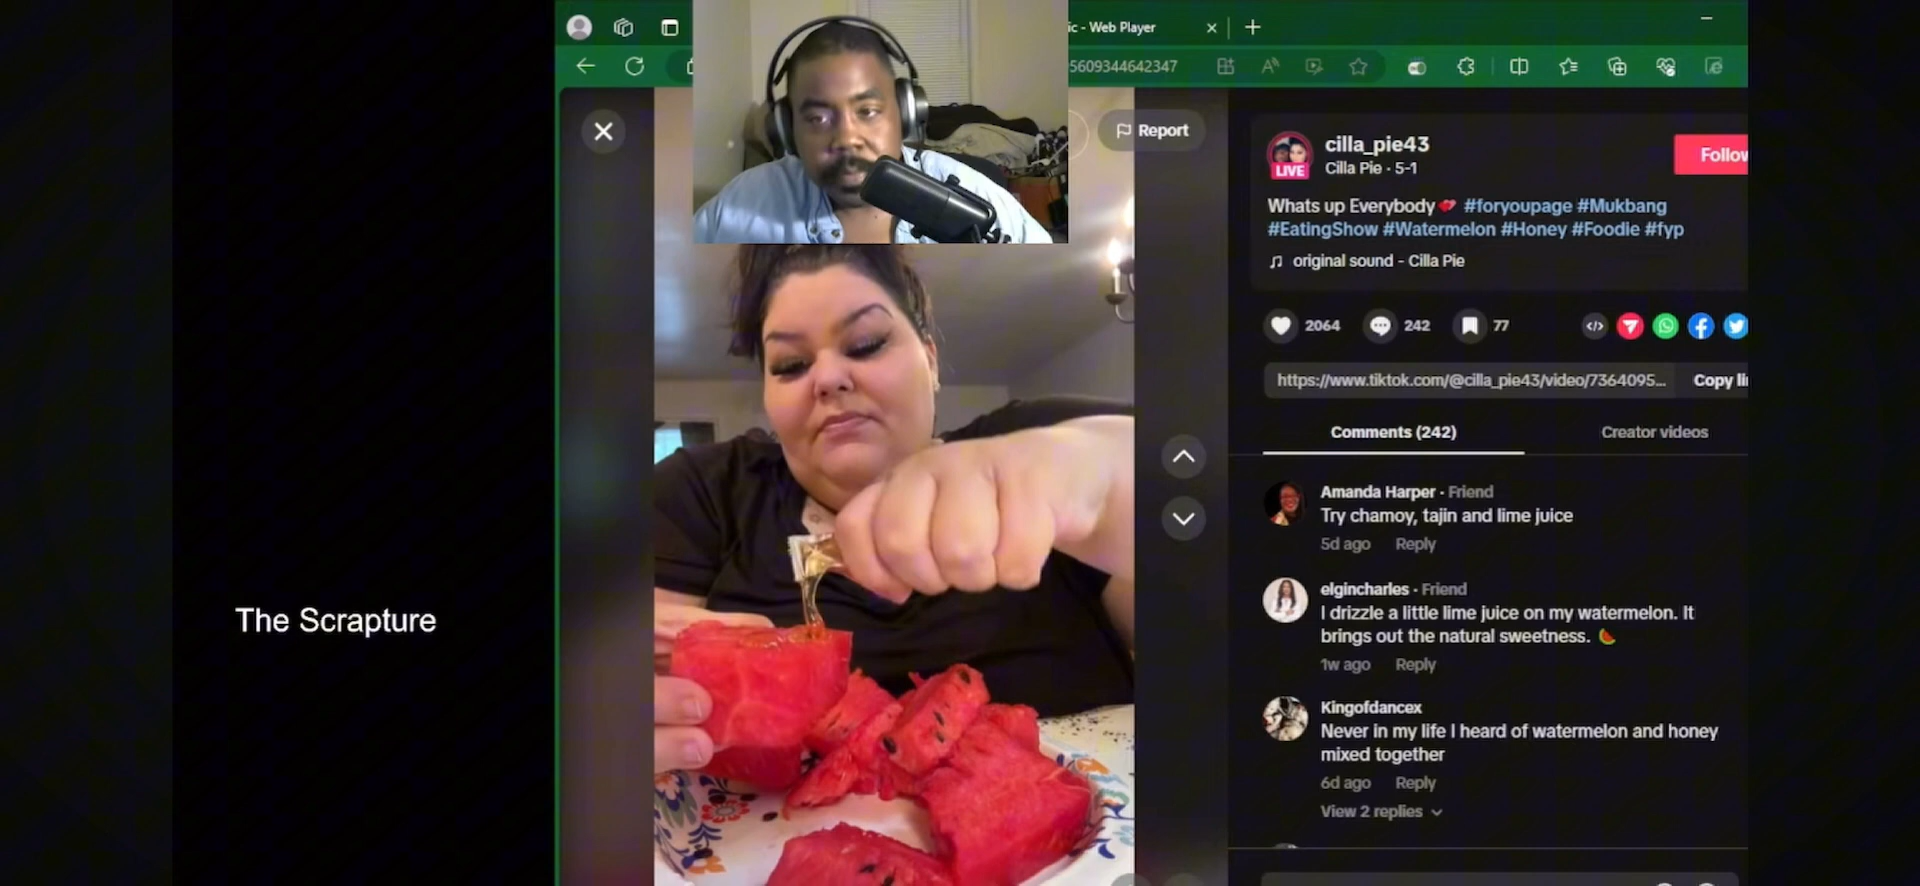 ic - Web Player
5609344642347
Report
cilla_pie43
Cilla Pie · 5-1
LIVE
Follow
Whats up Everybody #foryoupage #Mukbang
#EatingShow #Watermelon #Honey #Foodie #fyp
original sound - Cilla Pie
2064
242
77
https://www.tiktok.com/@cilla_pie43/video/7364095...
Copy li
Comments (242)
Creator videos
Amanda Harper · Friend
Try chamoy, tajin and lime juice
5d ago Reply
elgincharles · Friend
I drizzle a little lime juice on my watermelon. It
brings out the natural sweetness. 🍉
1w ago Reply
Kingofdancex
Never in my life I heard of watermelon and honey
mixed together
6d ago Reply
View 2 replies
The Scrapture